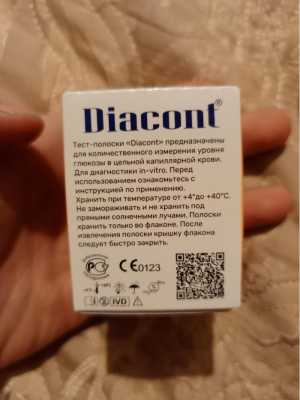 Diacont®
Тест-полоски «Diacont» предназначены
для количественного измерения уровня
глюкозы в цельной капиллярной крови.
Для диагностики in-vitro. Перед
использованием ознакомьтесь с
инструкцией по применению.
Хранить при температуре от +4° до +40°С.
Не замораживать и не хранить под
прямыми солнечными лучами. Полоски
хранить только во флаконе. После
извлечения полоски крышку флакона
следует быстро закрыть.
CE0123
IVD